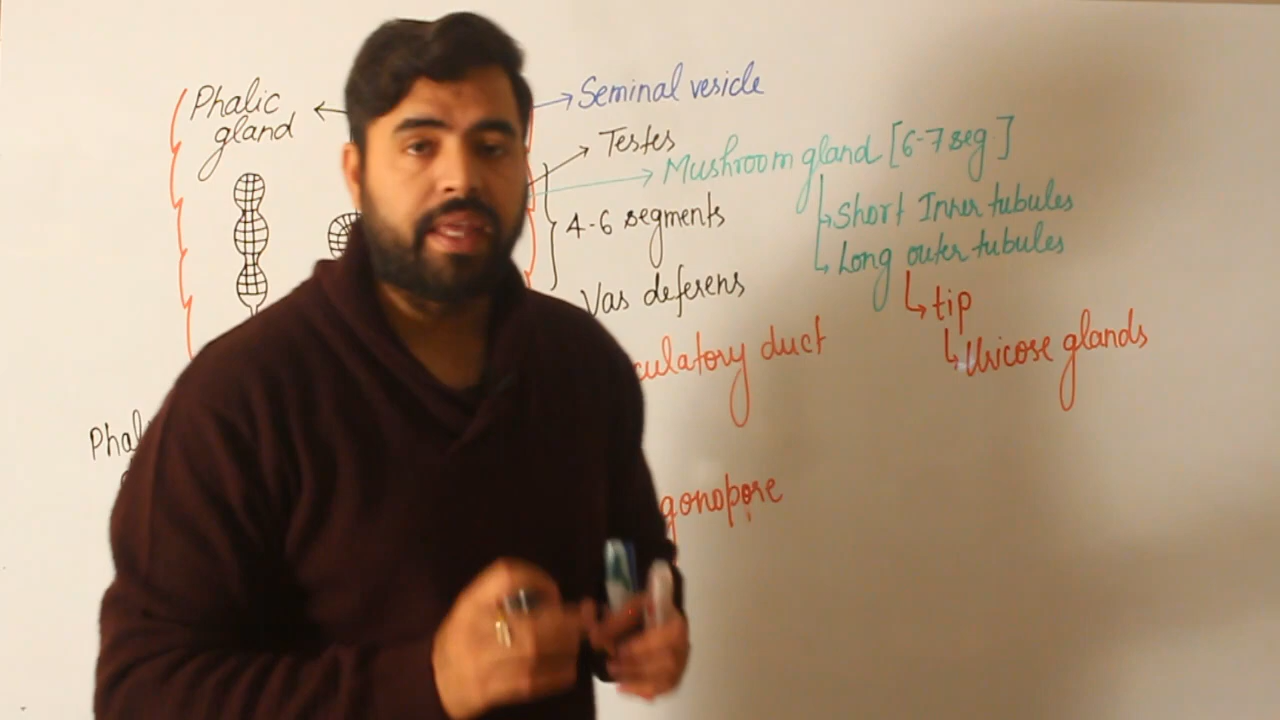 Phalic
gland
Seminal vesicle
Testes
Mushroom gland [6-7 seg]
4-6 segments
Short Inner tubules
Long outer tubules
Vas deferens
tip
culatory duct
Uricose glands
Phal
gonopore